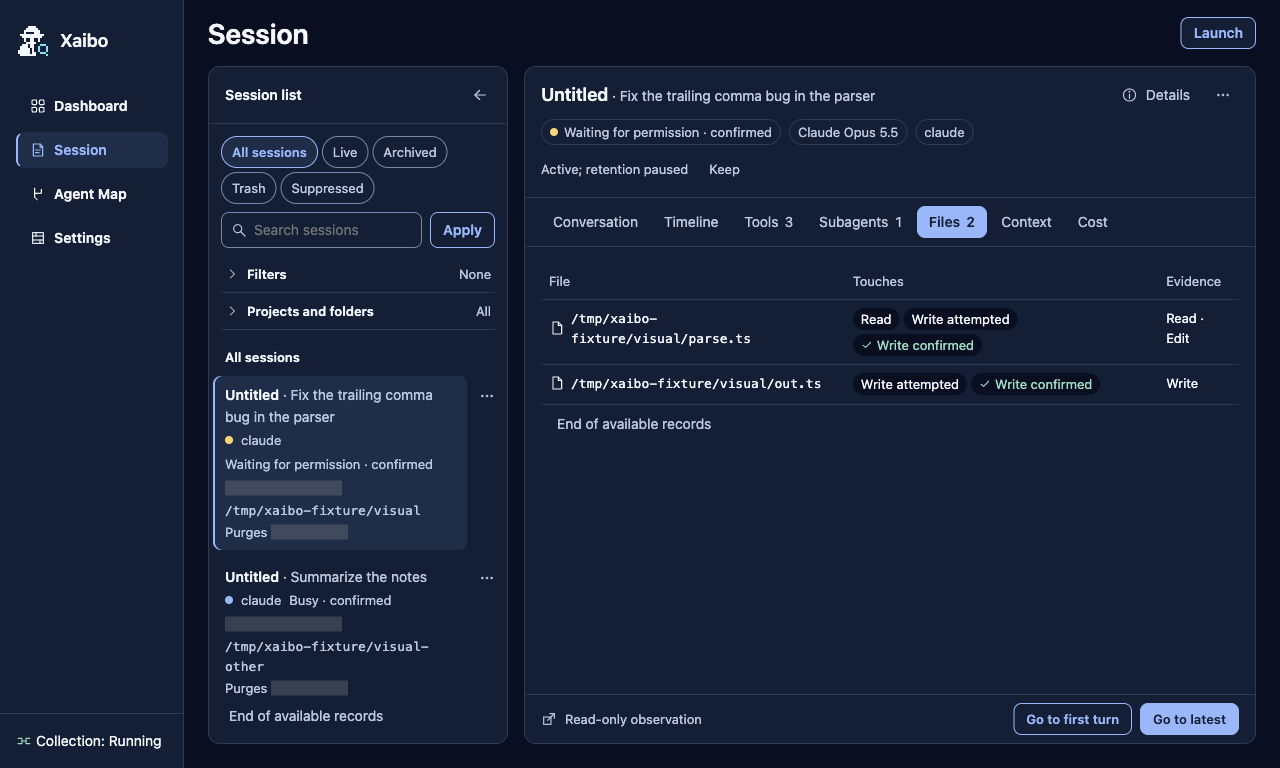 Xaibo
Dashboard
Session
Agent Map
Settings
Collection: Running
Session
Launch
Session list
All sessions
Live
Archived
Trash
Suppressed
Search sessions
Apply
Filters
None
Projects and folders
All
All sessions
Untitled · Fix the trailing comma
bug in the parser
claude
Waiting for permission · confirmed
/tmp/xaibo-fixture/visual
Purges
Untitled · Summarize the notes
claude Busy · confirmed
/tmp/xaibo-fixture/visual-
other
Purges
End of available records
Untitled · Fix the trailing comma bug in the parser
Details
Waiting for permission · confirmed
Claude Opus 5.5
claude
Active; retention paused
Keep
Conversation
Timeline
Tools 3
Subagents 1
Files 2
Context
Cost
File
Touches
Evidence
/tmp/xaibo-
fixture/visual/parse.ts
Read
Write attempted
Write confirmed
Read ·
Edit
/tmp/xaibo-fixture/visual/out.ts
Write attempted
Write confirmed
Write
End of available records
Read-only observation
Go to first turn
Go to latest